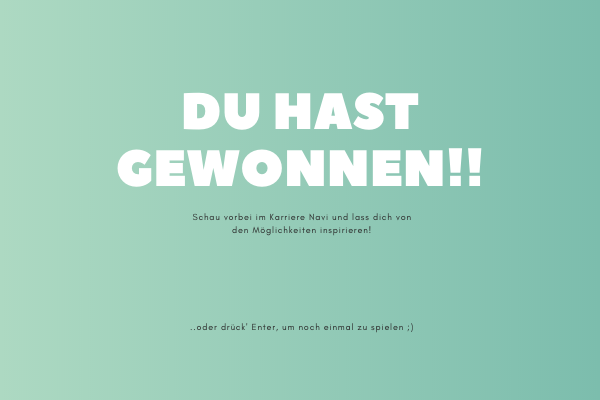 DU HAST
GEWONNEN!!
Schau vorbei im Karriere Navi und lass dich von
den Möglichkeiten inspirieren!
..oder drück' Enter, um noch einmal zu spielen ;)